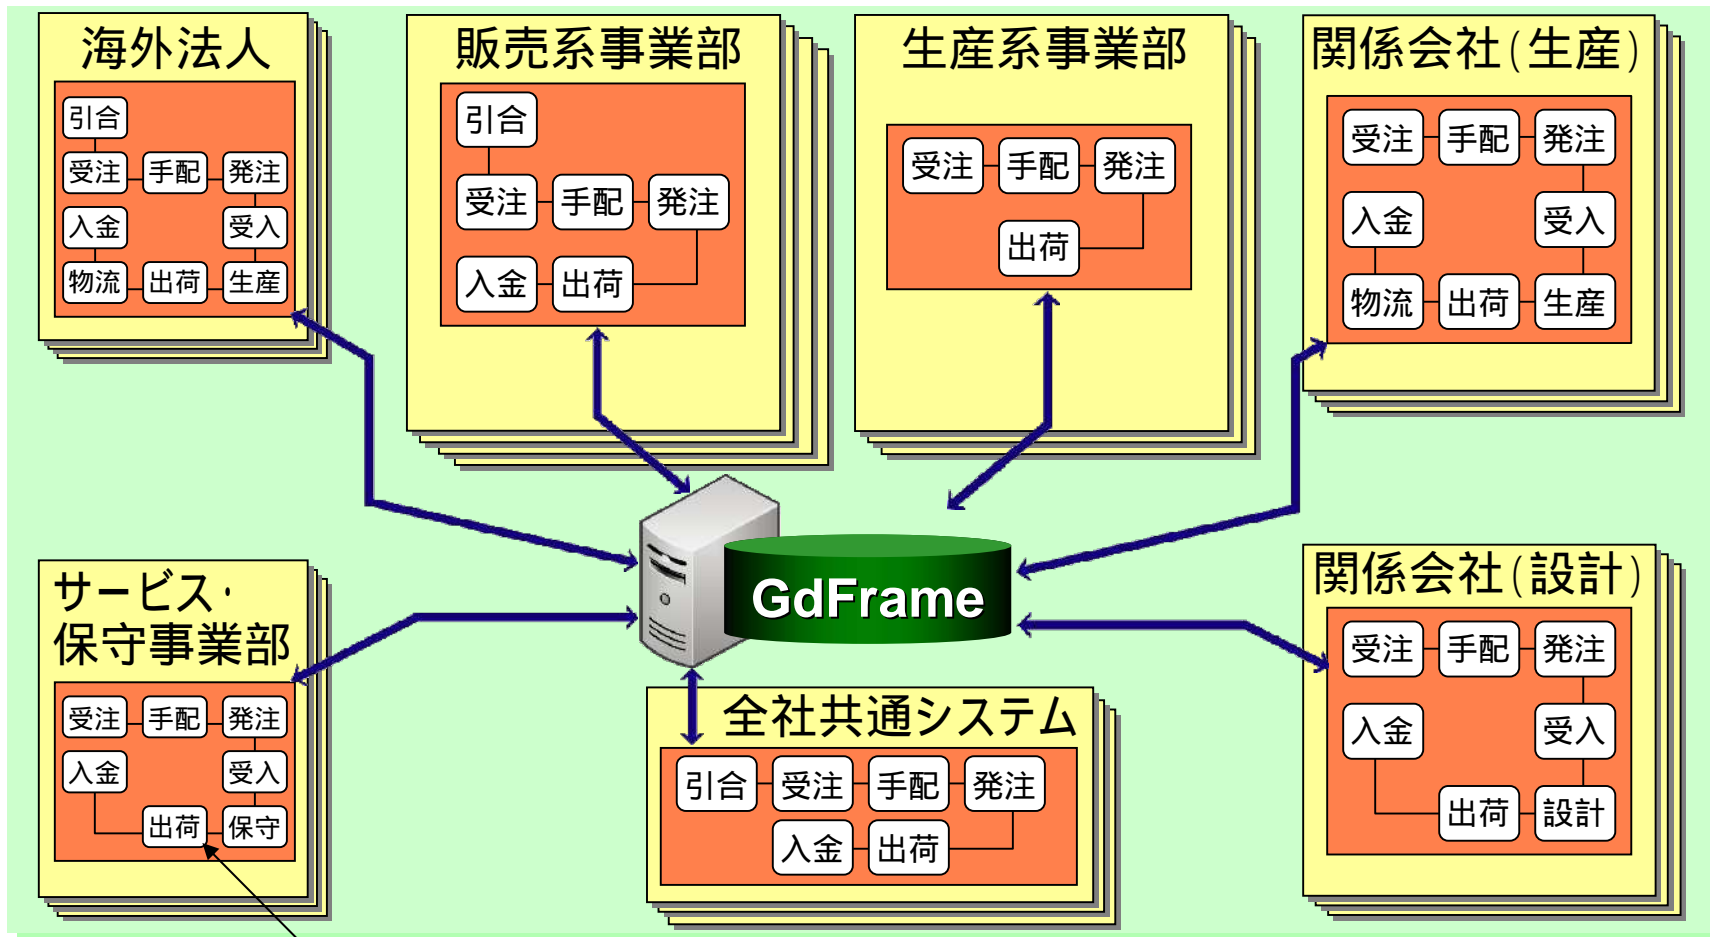 海外法人
引合
受注 手配 発注
入金 受入
物流 出荷 生産
販売系事業部
引合
受注 手配 発注
入金 出荷
生産系事業部
受注 手配 発注
出荷
関係会社(生産)
受注 手配 発注
入金 受入
物流 出荷 生産
GdFrame
サービス・
保守事業部
受注 手配 発注
入金 受入
出荷 保守
全社共通システム
引合 受注 手配 発注
入金 出荷
関係会社(設計)
受注 手配 発注
入金 受入
出荷 設計